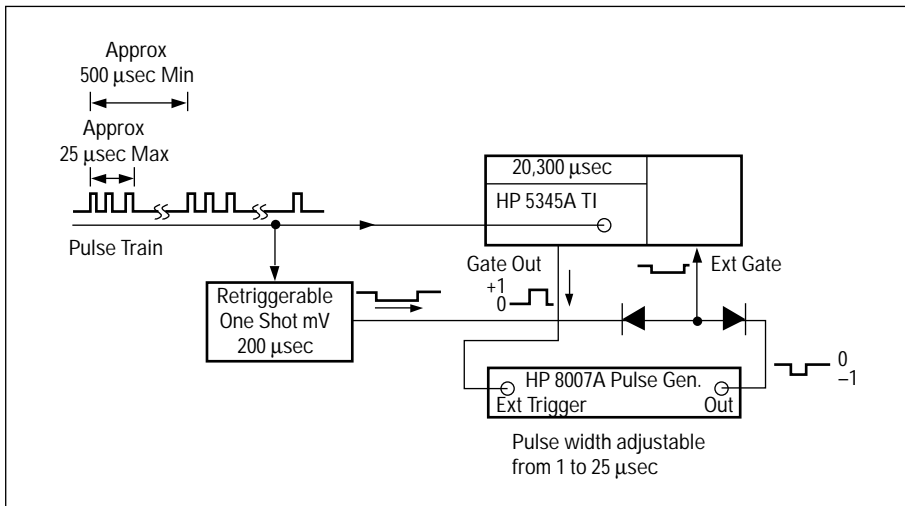 Approx
500 μsec Min
Approx
25 μsec Max
Pulse Train
20,300 μsec
HP 5345A TI
Gate Out
+1
0
Ext Gate
Retriggerable
One Shot mV
200 μsec
0
–1
HP 8007A Pulse Gen.
Ext Trigger
Out
Pulse width adjustable
from 1 to 25 μsec